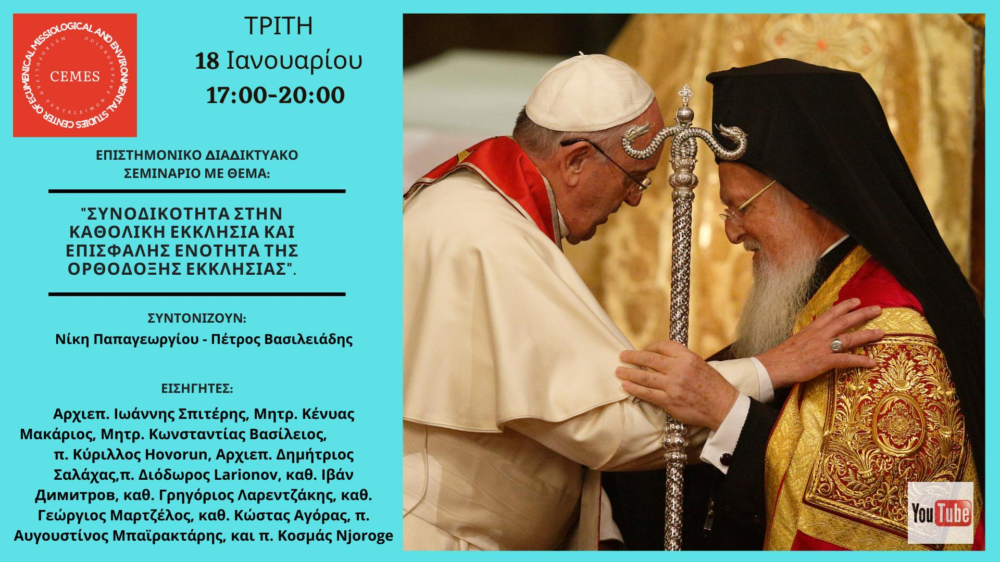 CENTER OF ECUMENICAL MISSIOLOGICAL AND ENVIRONMENTAL STUDIES
METROPOLITAN PANTELEIMON PAPAGEORGIOU
CEMES
ΤΡΙΤΗ
18 Ιανουαρίου
17:00-20:00
ΕΠΙΣΤΗΜΟΝΙΚΟ ΔΙΑΔΙΚΤΥΑΚΟ
ΣΕΜΙΝΑΡΙΟ ΜΕ ΘΕΜΑ:
"ΣΥΝΟΔΙΚΟΤΗΤΑ ΣΤΗΝ
ΚΑΘΟΛΙΚΗ ΕΚΚΛΗΣΙΑ ΚΑΙ
ΕΠΙΣΦΑΛΗΣ ΕΝΟΤΗΤΑ ΤΗΣ
ΟΡΘΟΔΟΞΗΣ ΕΚΚΛΗΣΙΑΣ".
ΣΥΝΤΟΝΙΖΟΥΝ:
Νίκη Παπαγεωργίου - Πέτρος Βασιλειάδης
ΕΙΣΗΓΗΤΕΣ:
Αρχιεπ. Ιωάννης Σπιτέρης, Μητρ. Κένυας
Μακάριος, Μητρ. Κωνσταντίας Βασίλειος,
π. Κύριλλος Hovorun, Αρχιεπ. Δημήτριος
Σαλάχας,π. Διόδωρος Larionov, καθ. Ιβάν
Димитров, καθ. Γρηγόριος Λαρεντζάκης, καθ.
Γεώργιος Μαρτζέλος, καθ. Κώστας Αγόρας, π.
Αυγουστίνος Μπαϊρακτάρης, και π. Κοσμάς Njoroge
YouTube